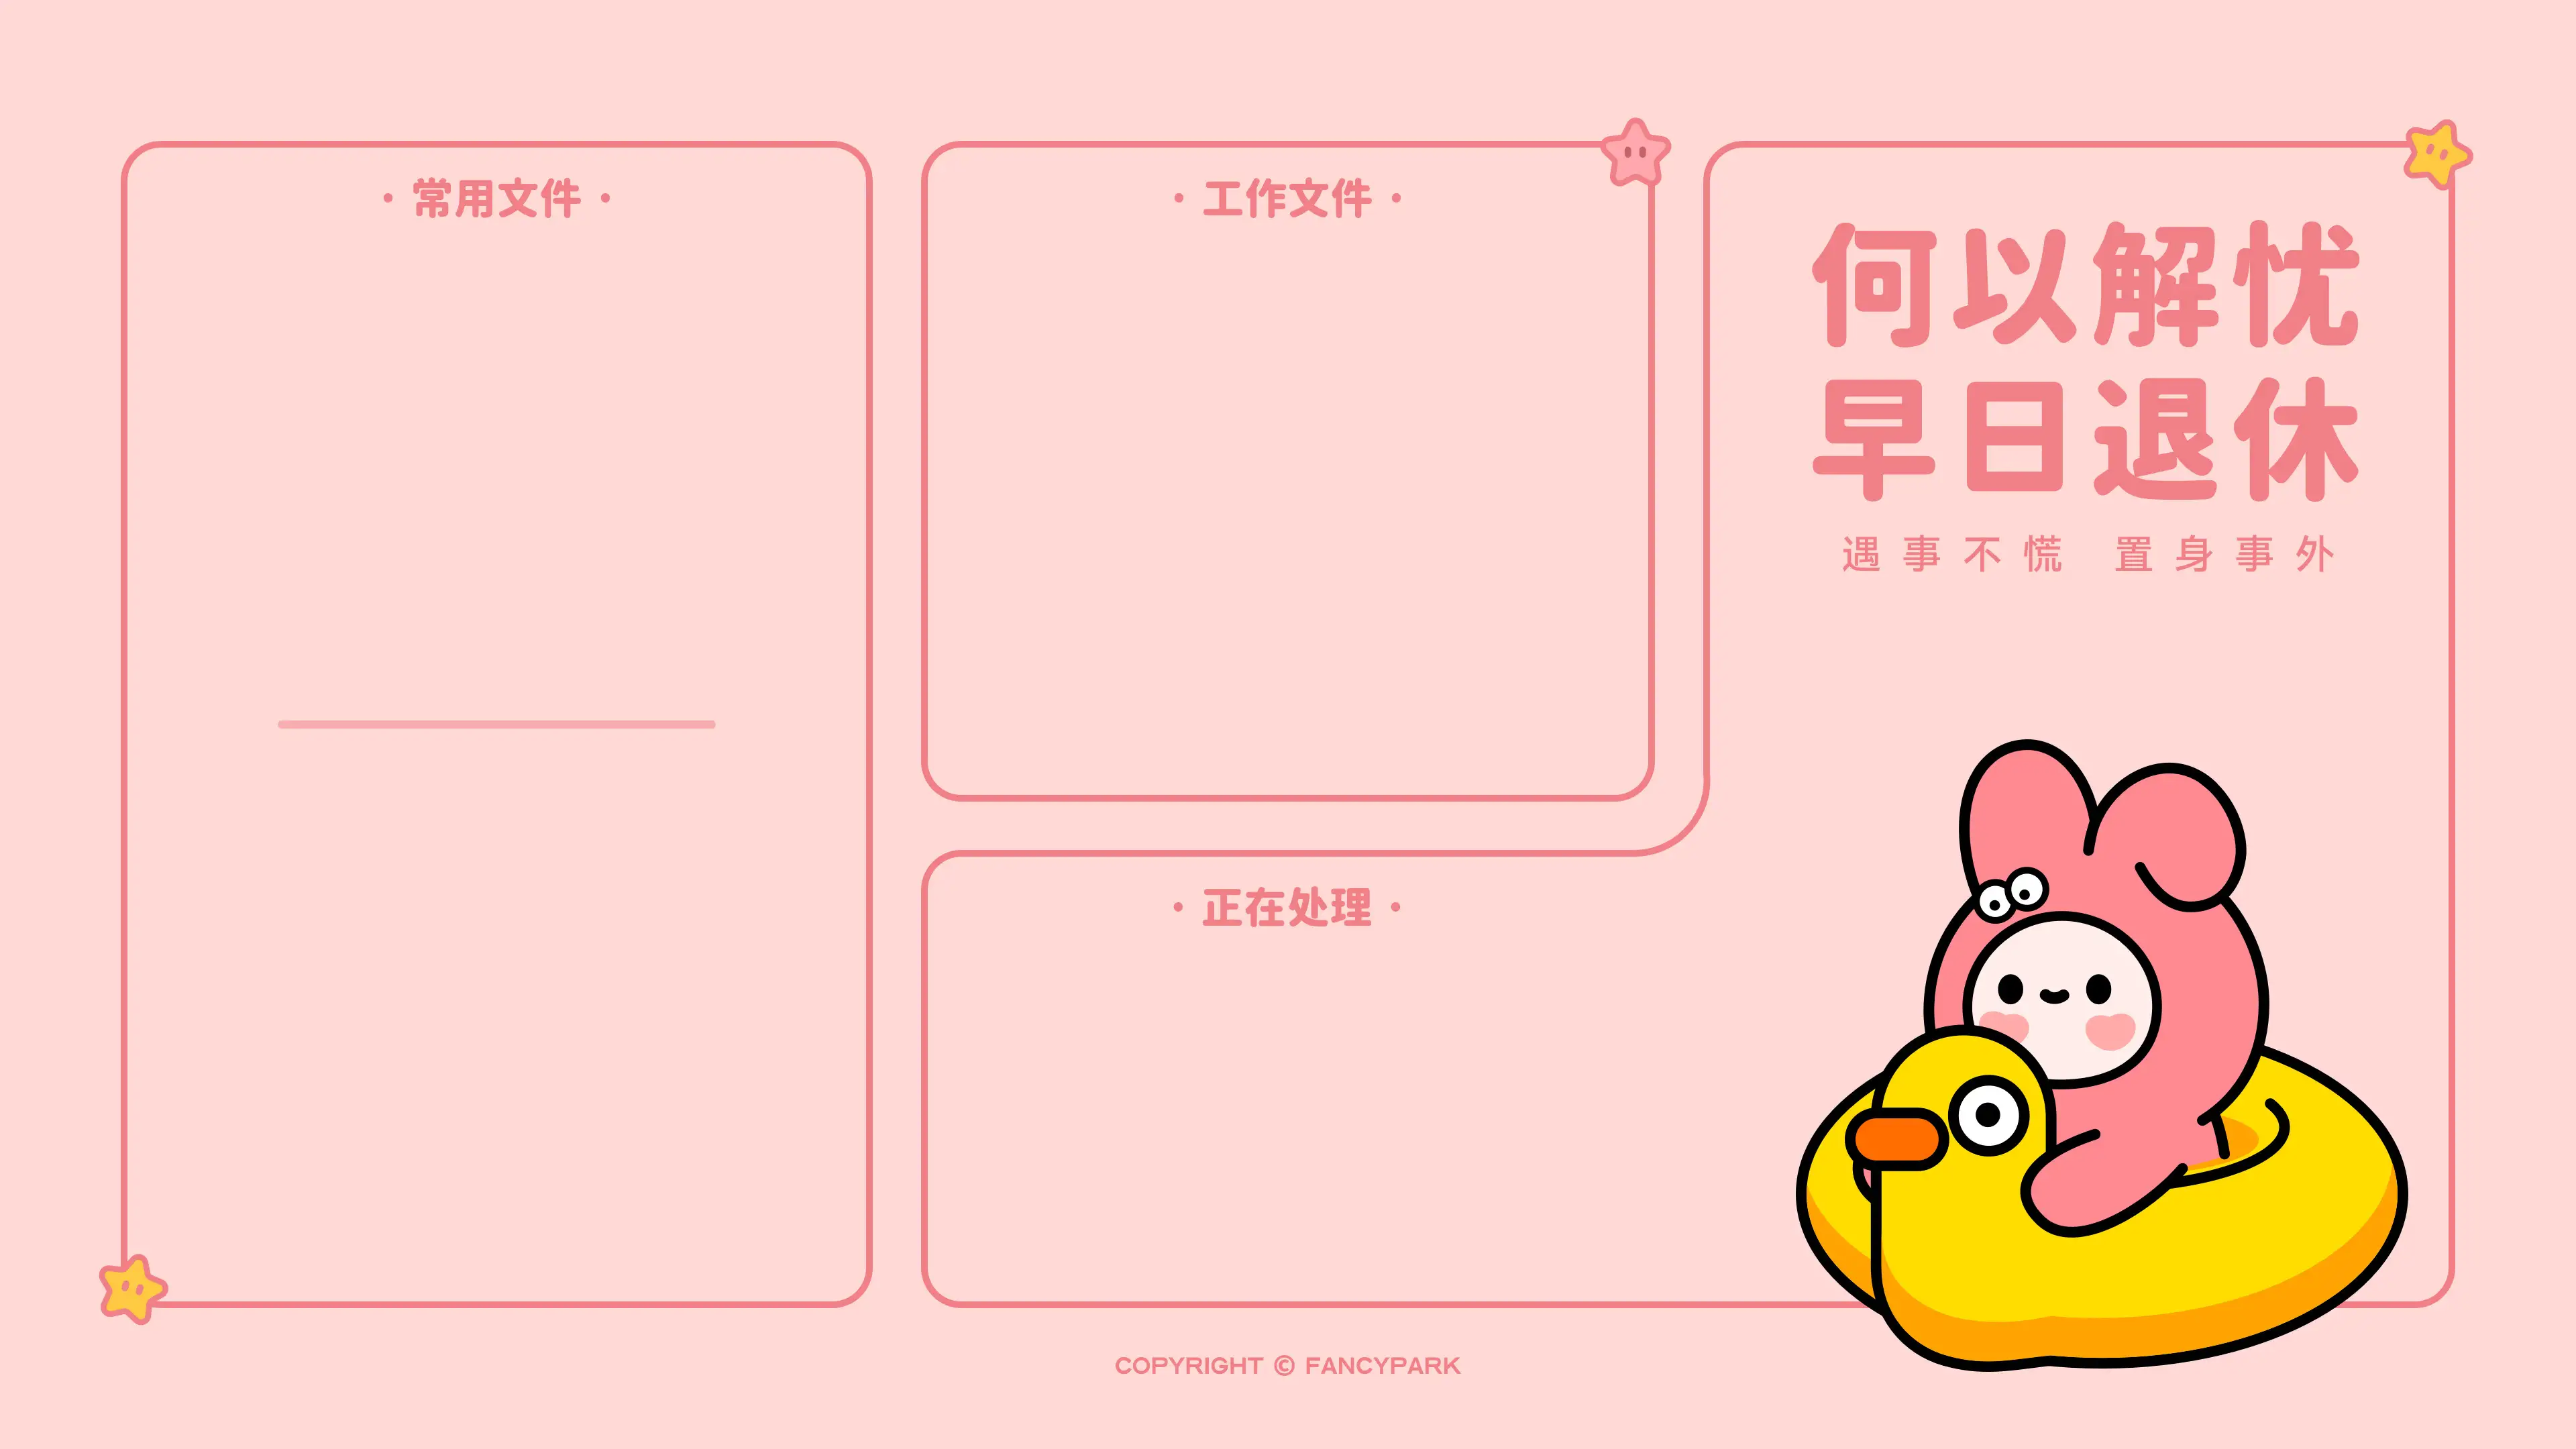 · 常用文件 ·
· 工作文件 ·
何以解忧
早日退休
遇事不慌 置身事外
· 正在处理 ·
COPYRIGHT © FANCYPARK